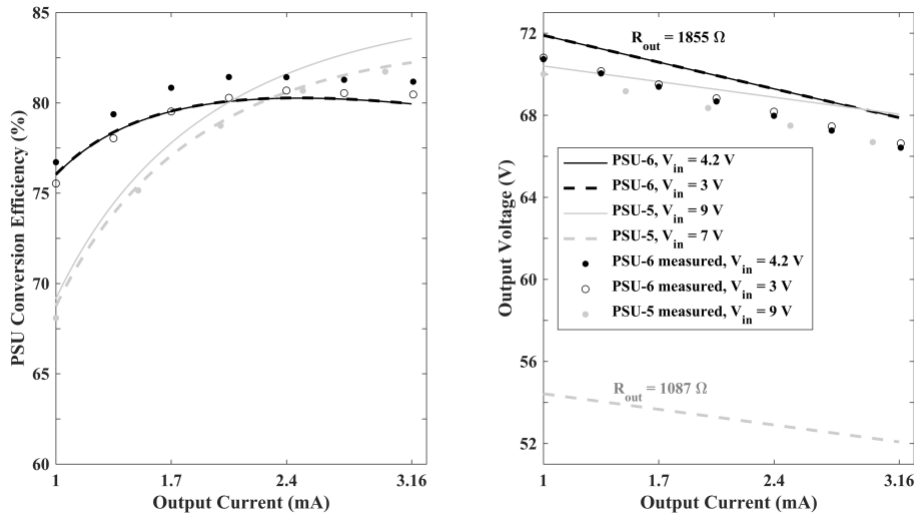 PSU Conversion Efficiency (%)
85
80
75
70
65
60
1
1.7
2.4
3.16
Output Current (mA)
Output Voltage (V)
72
68
64
60
56
52
R_out = 1855 Ω
PSU-6, V_in = 4.2 V
PSU-6, V_in = 3 V
PSU-5, V_in = 9 V
PSU-5, V_in = 7 V
PSU-6 measured, V_in = 4.2 V
PSU-6 measured, V_in = 3 V
PSU-5 measured, V_in = 9 V
R_out = 1087 Ω
1
1.7
2.4
3.16
Output Current (mA)